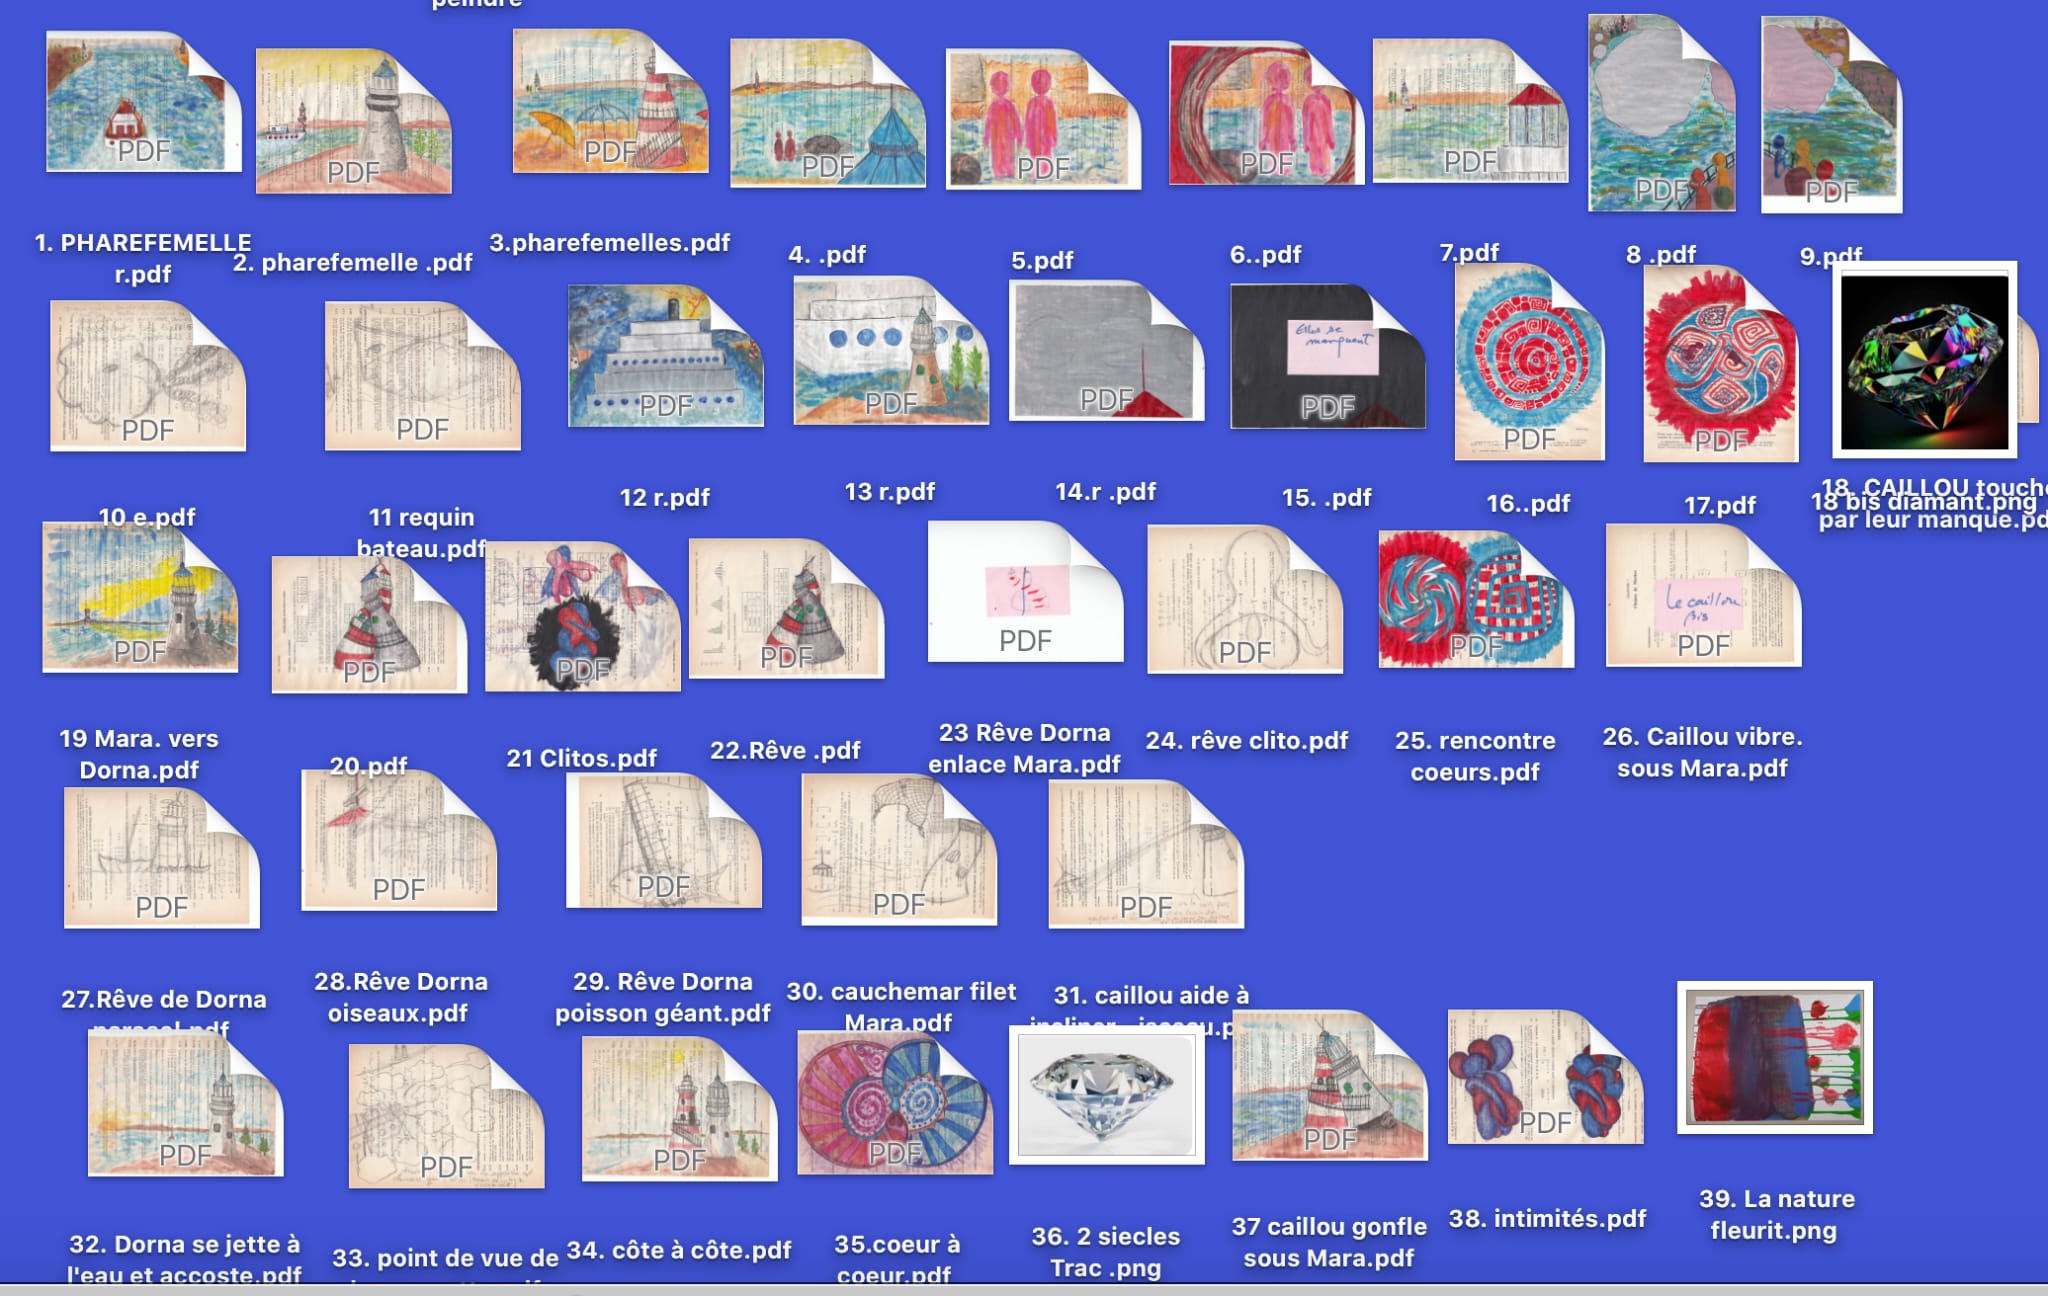 peindre
PDF
PDF
PDF
PDF
PDF
PDF
PDF
PDF
PDF
1. PHAREFEMELLE
r.pdf
2. pharefemelle .pdf
3.pharefemelles.pdf
4. .pdf
5.pdf
6..pdf
7.pdf
8 .pdf
9.pdf
PDF
PDF
PDF
PDF
PDF
Elles se
manquent
PDF
PDF
PDF
10 e.pdf
11 requin
bateau.pdf
12 r.pdf
13 r.pdf
14.r .pdf
15. .pdf
16..pdf
17.pdf
18. CAILLOU touche
par leur manque.pd
18 bis diamant.png
PDF
PDF
PDF
PDF
PDF
PDF
PDF
Le caillou
bis
PDF
19 Mara. vers
Dorna.pdf
20.pdf
21 Clitos.pdf
22.Rêve .pdf
23 Rêve Dorna
enlace Mara.pdf
24. rêve clito.pdf
25. rencontre
coeurs.pdf
26. Caillou vibre.
sous Mara.pdf
PDF
PDF
PDF
PDF
PDF
27.Rêve de Dorna
parasol.pdf
28.Rêve Dorna
oiseaux.pdf
29. Rêve Dorna
poisson géant.pdf
30. cauchemar filet
Mara.pdf
31. caillou aide à
PDF
PDF
PDF
PDF
PDF
PDF
32. Dorna se jette à
l'eau et accoste.pdf
33. point de vue de
34. côte à côte.pdf
35.coeur à
coeur.pdf
36. 2 siecles
Trac .png
37 caillou gonfle
sous Mara.pdf
38. intimités.pdf
39. La nature
fleurit.png